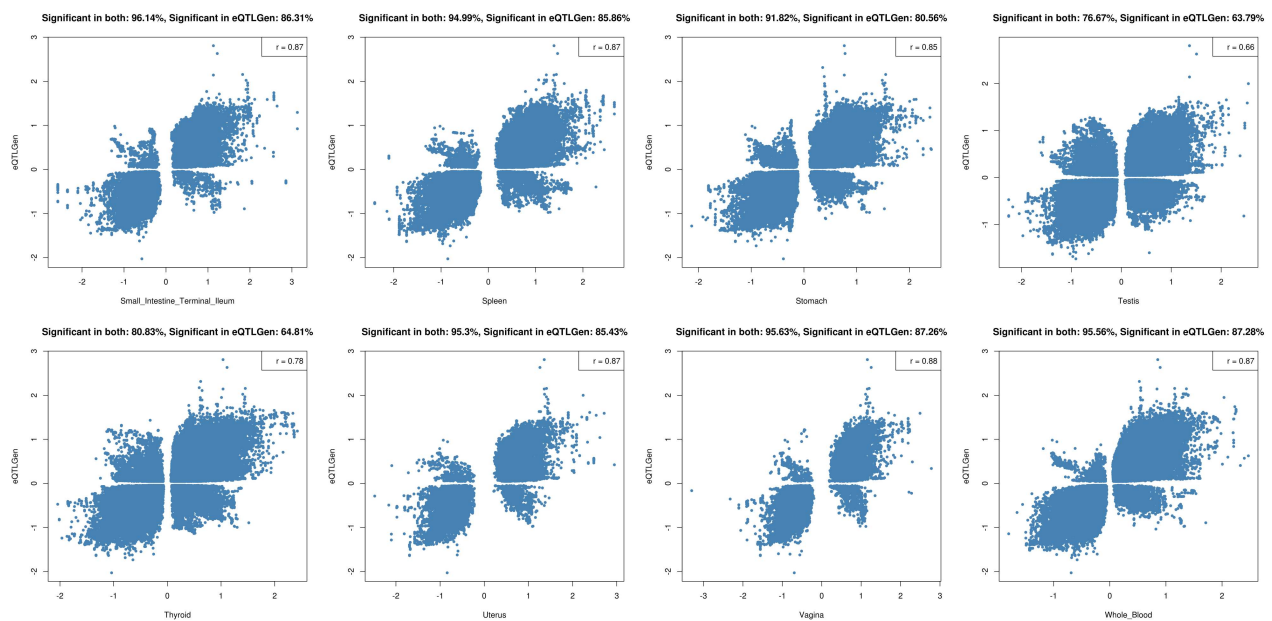 Significant in both: 96.14%, Significant in eQTLGen: 86.31%
r = 0.87
3
2
1
0
-1
-2
eQTLGen
-2 -1 0 1 2 3
Small_Intestine_Terminal_Ileum
Significant in both: 94.99%, Significant in eQTLGen: 85.86%
r = 0.87
3
2
1
0
-1
-2
eQTLGen
-2 -1 0 1 2
Spleen
Significant in both: 91.82%, Significant in eQTLGen: 80.56%
r = 0.85
3
2
1
0
-1
-2
eQTLGen
-2 -1 0 1 2
Stomach
Significant in both: 76.67%, Significant in eQTLGen: 63.79%
r = 0.66
2
1
0
-1
eQTLGen
-2 -1 0 1 2
Testis
Significant in both: 80.83%, Significant in eQTLGen: 64.81%
r = 0.78
3
2
1
0
-1
-2
eQTLGen
-2 -1 0 1 2
Thyroid
Significant in both: 95.3%, Significant in eQTLGen: 85.43%
r = 0.87
3
2
1
0
-1
-2
eQTLGen
-2 -1 0 1 2 3
Uterus
Significant in both: 95.63%, Significant in eQTLGen: 87.26%
r = 0.88
3
2
1
0
-1
-2
eQTLGen
-3 -2 -1 0 1 2 3
Vagina
Significant in both: 95.56%, Significant in eQTLGen: 87.28%
r = 0.87
3
2
1
0
-1
-2
eQTLGen
-1 0 1 2
Whole_Blood